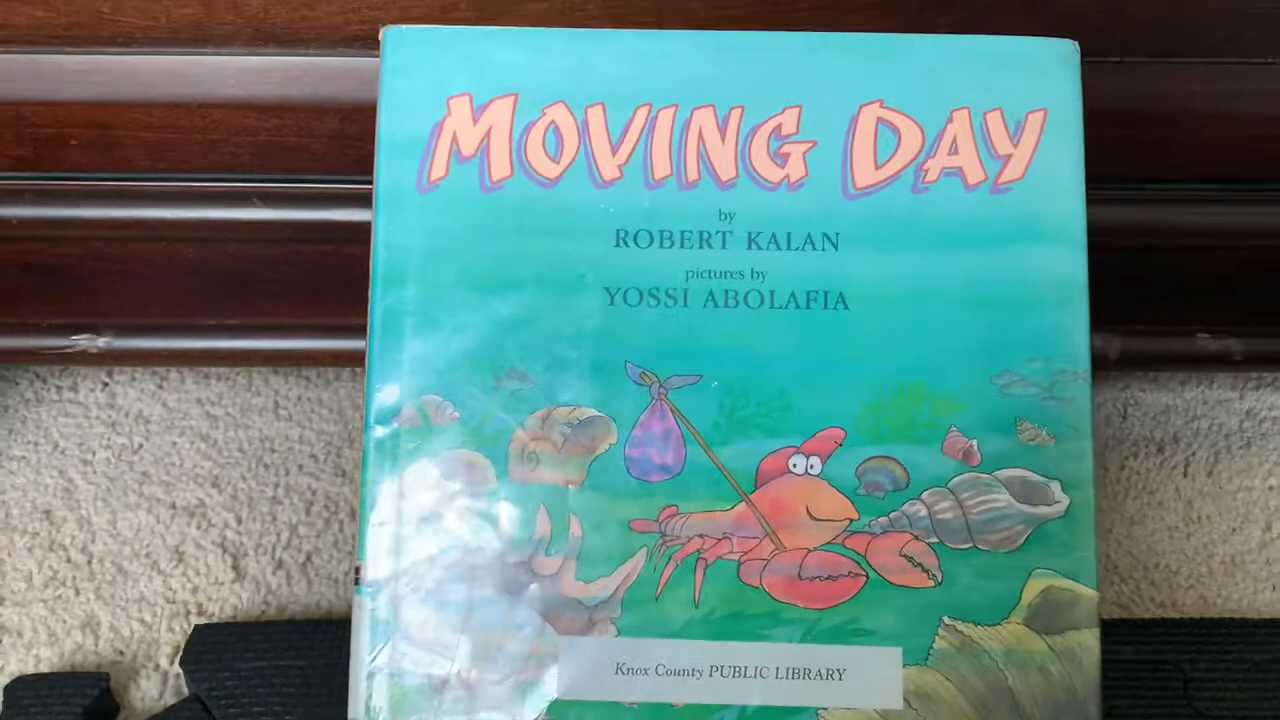 MOVING DAY
by
ROBERT KALAN
pictures by
YOSSI ABOLAFIA
Knox County PUBLIC LIBRARY